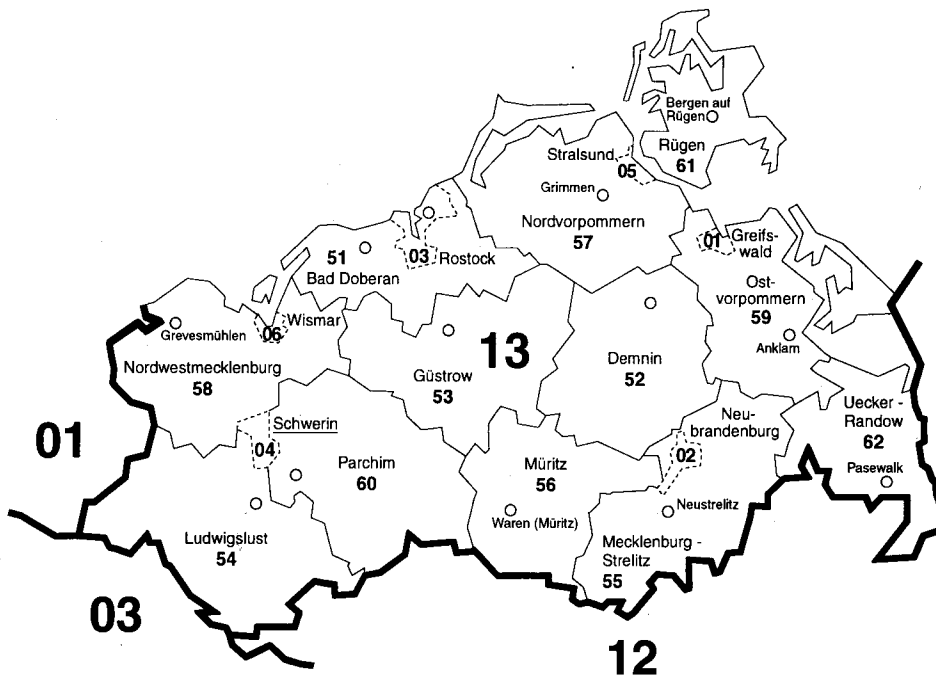 Bergen auf
Rügen
Rügen
61
Stralsund
05
Grimmen
Nordvorpommern
57
01
Greifs-
wald
51
Bad Doberan
03
Rostock
Ost-
vorpommern
59
Anklam
06
Wismar
Grevesmühlen
Nordwestmecklenburg
58
13
Güstrow
53
Demnin
52
Uecker -
Randow
62
Pasewalk
01
Schwerin
04
Parchim
60
Müritz
56
Waren (Müritz)
Neu-
brandenburg
02
Neustrelitz
Ludwigslust
54
Mecklenburg -
Strelitz
55
03
12